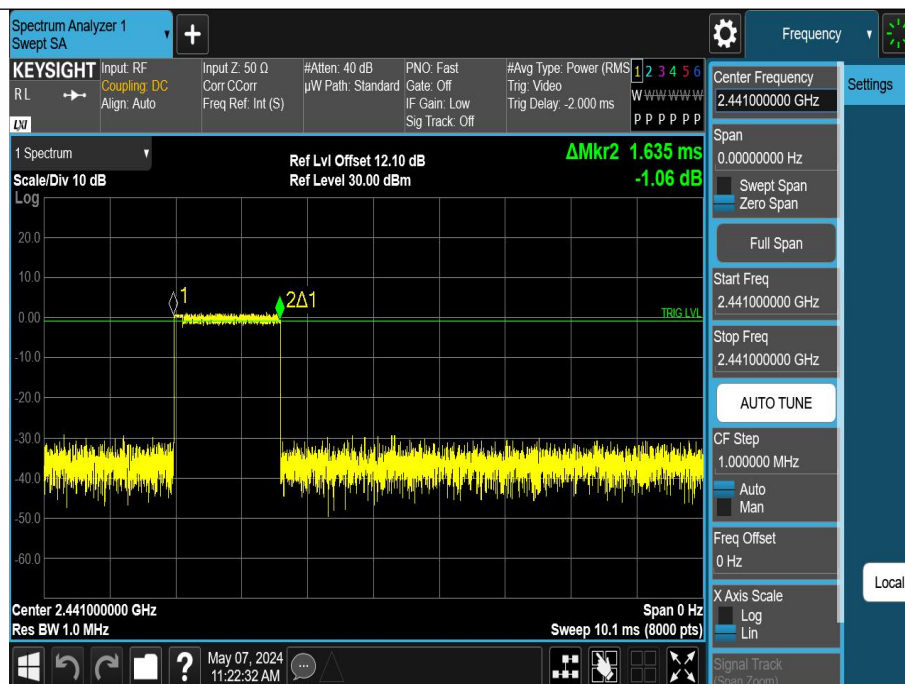 Spectrum Analyzer 1
Swept SA
+
Frequency
KEYSIGHT
RL
LXI
Input: RF
Coupling: DC
Align: Auto
Input Z: 50 Ω
Corr CCorr
Freq Ref: Int (S)
#Atten: 40 dB
µW Path: Standard
PNO: Fast
Gate: Off
IF Gain: Low
Sig Track: Off
#Avg Type: Power (RMS
Trig: Video
Trig Delay: -2.000 ms
1 2 3 4 5 6
W W W W W W
P P P P P P
1 Spectrum
Scale/Div 10 dB
Log
Ref Lvl Offset 12.10 dB
Ref Level 30.00 dBm
ΔMkr2 1.635 ms
-1.06 dB
20.0
10.0
0.00
-10.0
-20.0
-30.0
-40.0
-50.0
-60.0
1
2Δ1
TRIG LVL
Center 2.441000000 GHz
Res BW 1.0 MHz
Span 0 Hz
Sweep 10.1 ms (8000 pts)
Center Frequency
2.441000000 GHz
Span
0.00000000 Hz
Swept Span
Zero Span
Full Span
Start Freq
2.441000000 GHz
Stop Freq
2.441000000 GHz
AUTO TUNE
CF Step
1.000000 MHz
Auto
Man
Freq Offset
0 Hz
X Axis Scale
Log
Lin
Signal Track
(Span Zoom)
Settings
Local
?
May 07, 2024
11:22:32 AM